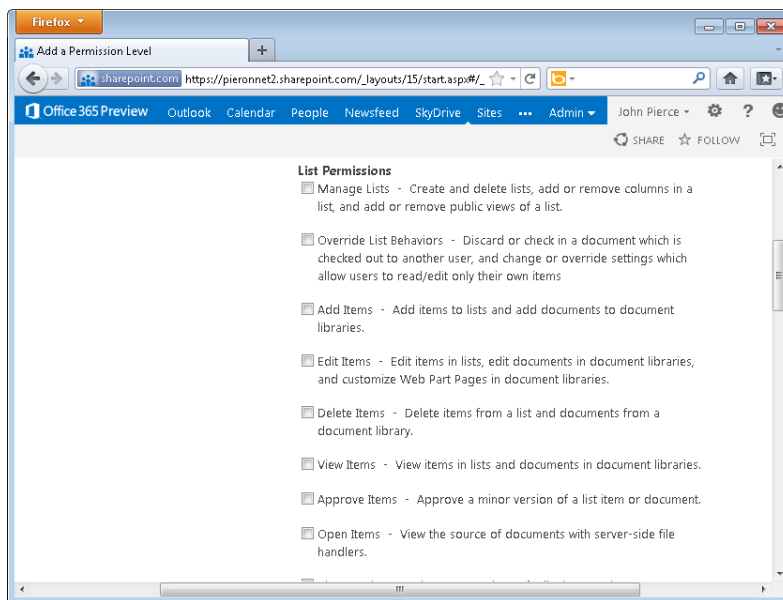 Firefox
Add a Permission Level
sharepoint.com https://pieronnet2.sharepoint.com/_layouts/15/start.aspx#/_
Office 365 Preview Outlook Calendar People Newsfeed SkyDrive Sites ••• Admin John Pierce ?
SHARE FOLLOW
List Permissions
Manage Lists - Create and delete lists, add or remove columns in a
list, and add or remove public views of a list.
Override List Behaviors - Discard or check in a document which is
checked out to another user, and change or override settings which
allow users to read/edit only their own items
Add Items - Add items to lists and add documents to document
libraries.
Edit Items - Edit items in lists, edit documents in document libraries,
and customize Web Part Pages in document libraries.
Delete Items - Delete items from a list and documents from a
document library.
View Items - View items in lists and documents in document libraries.
Approve Items - Approve a minor version of a list item or document.
Open Items - View the source of documents with server-side file
handlers.